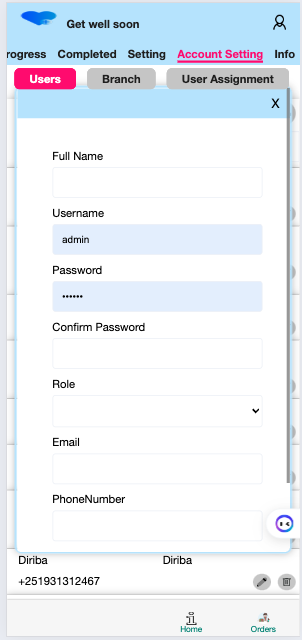 Get well soon
rogress Completed Setting Account Setting Info
Users Branch User Assignment
X
Full Name
Username
admin
Password
••••••
Confirm Password
Role
Email
PhoneNumber
Diriba Diriba
+251931312467
Home Orders